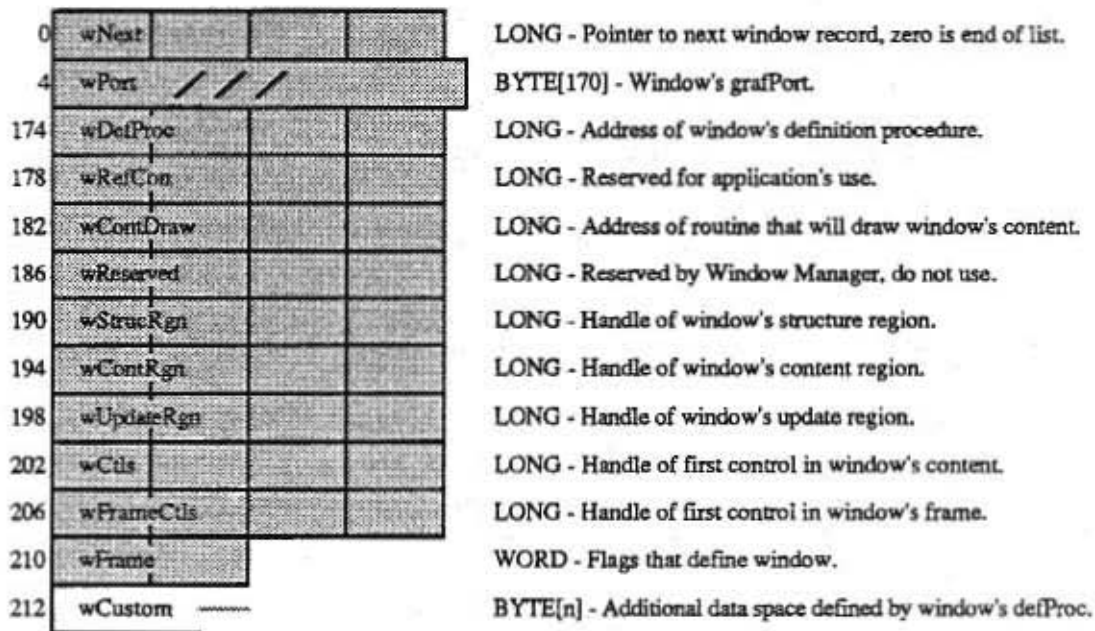 0 wNext LONG - Pointer to next window record, zero is end of list.
4 wPort BYTE[170] - Window's grafPort.
174 wDefProc LONG - Address of window's definition procedure.
178 wRefCon LONG - Reserved for application's use.
182 wContDraw LONG - Address of routine that will draw window's content.
186 wReserved LONG - Reserved by Window Manager, do not use.
190 wStrucRgn LONG - Handle of window's structure region.
194 wContRgn LONG - Handle of window's content region.
198 wUpdateRgn LONG - Handle of window's update region.
202 wCtls LONG - Handle of first control in window's content.
206 wFrameCtls LONG - Handle of first control in window's frame.
210 wFrame WORD - Flags that define window.
212 wCustom BYTE[n] - Additional data space defined by window's defProc.